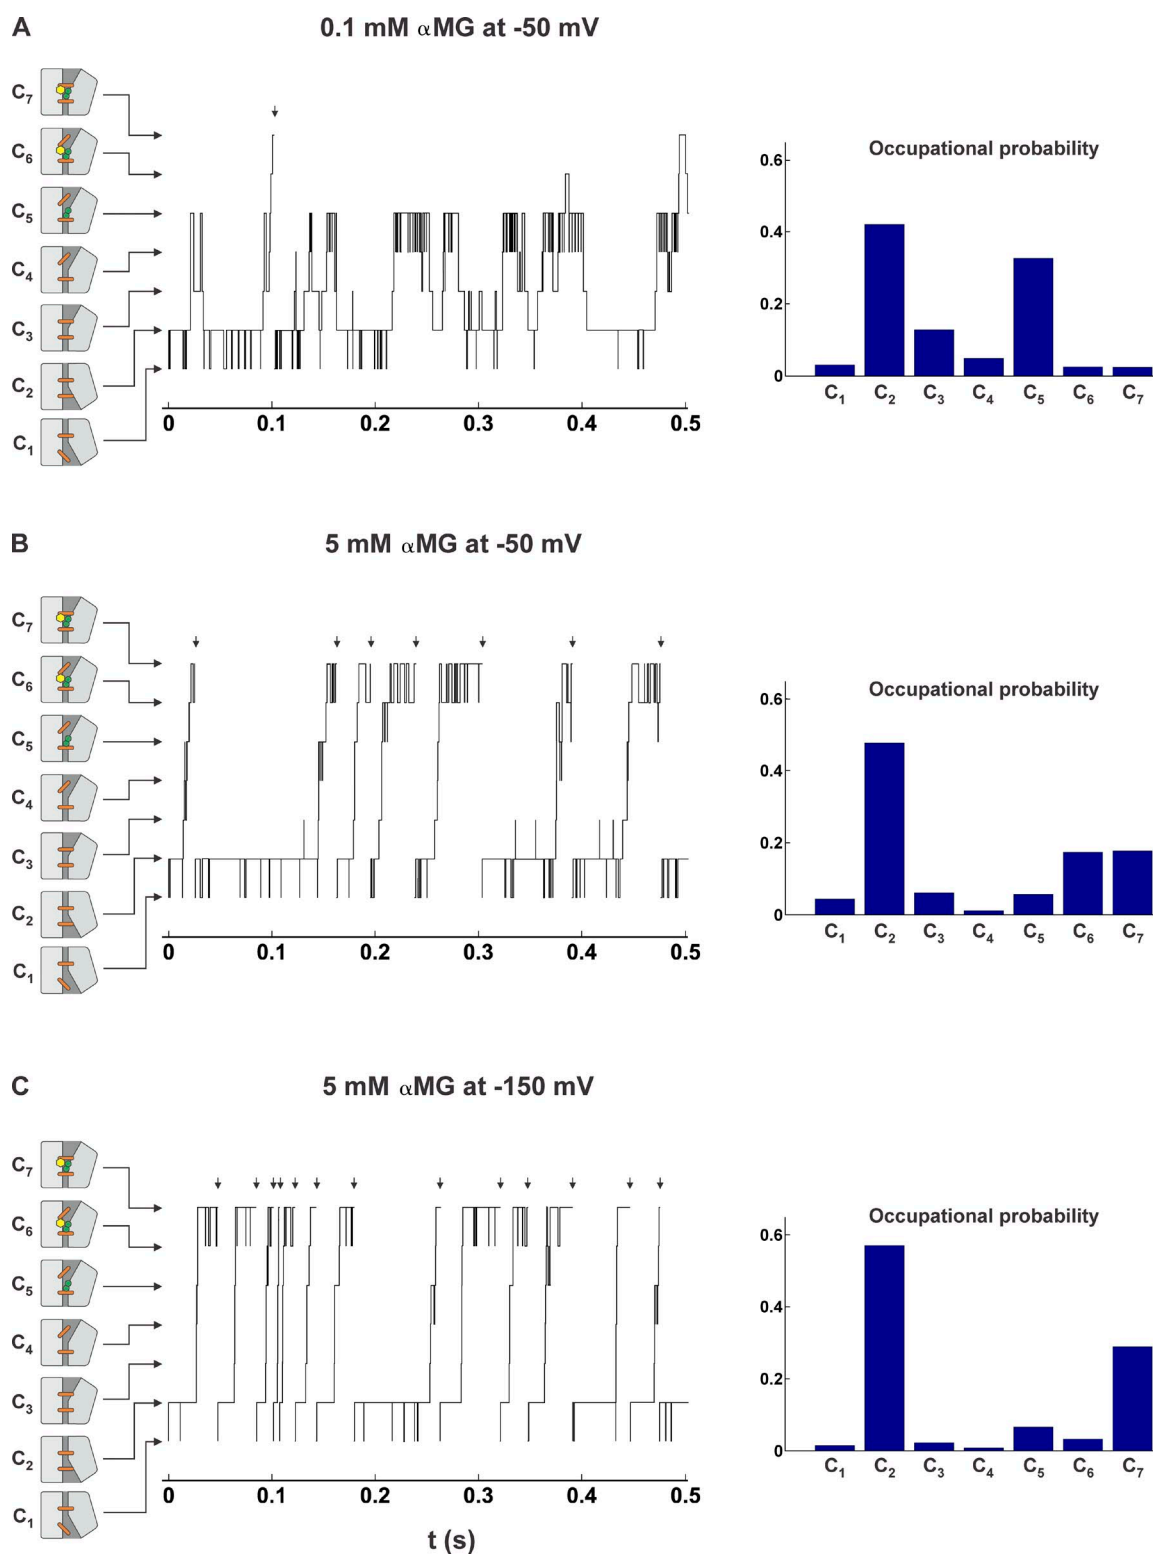 A
0.1 mM αMG at -50 mV
C7
C6
C5
C4
C3
C2
C1
0 0.1 0.2 0.3 0.4 0.5
Occupational probability
0.6
0.4
0.2
0
C1 C2 C3 C4 C5 C6 C7
B
5 mM αMG at -50 mV
C7
C6
C5
C4
C3
C2
C1
0 0.1 0.2 0.3 0.4 0.5
Occupational probability
0.6
0.4
0.2
0
C1 C2 C3 C4 C5 C6 C7
C
5 mM αMG at -150 mV
C7
C6
C5
C4
C3
C2
C1
0 0.1 0.2 0.3 0.4 0.5
t (s)
Occupational probability
0.6
0.4
0.2
0
C1 C2 C3 C4 C5 C6 C7